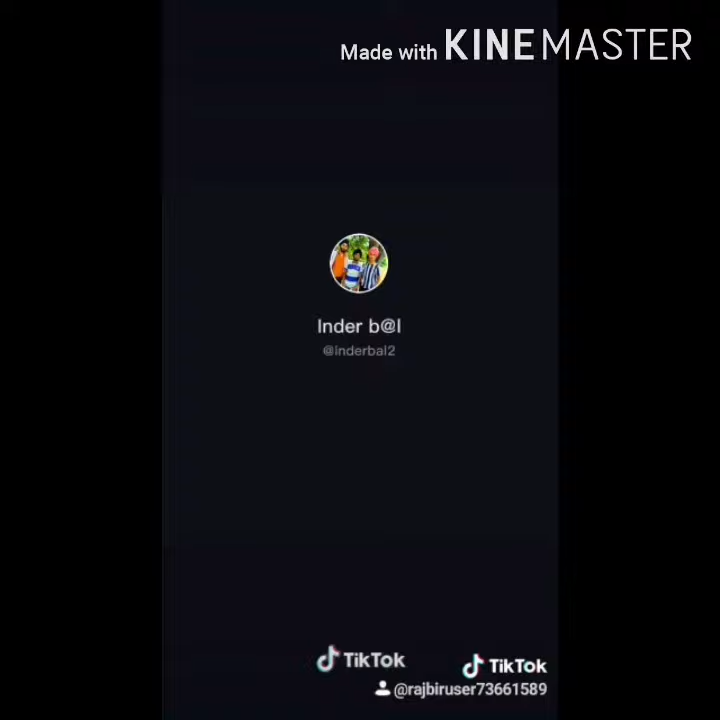 Made with KINEMASTER
Inder b@l
@inderbal2
TikTok
TikTok
@rajbiruser73661589